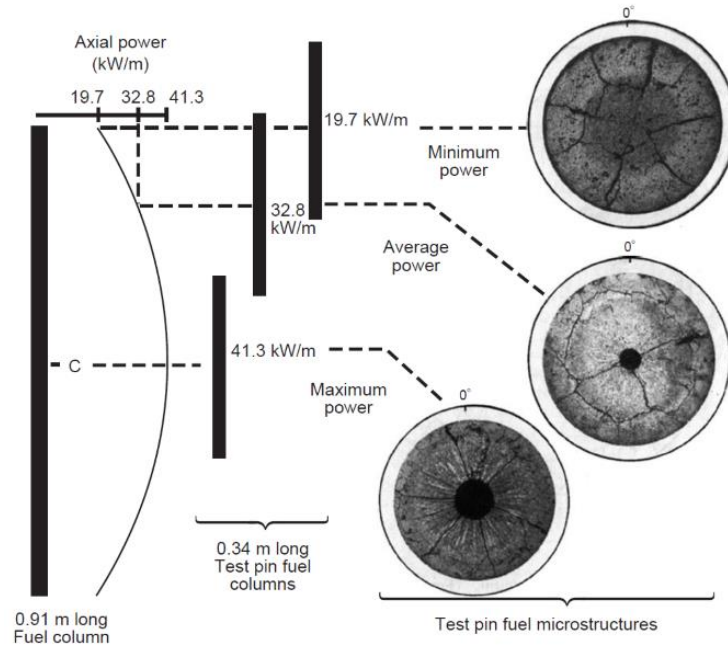 Axial power
(kW/m)
19.7 32.8 41.3
0°
19.7 kW/m
Minimum
power
32.8
kW/m
Average
power
0°
C
41.3 kW/m
Maximum
power
0°
0.34 m long
Test pin fuel
columns
0.91 m long
Fuel column
Test pin fuel microstructures